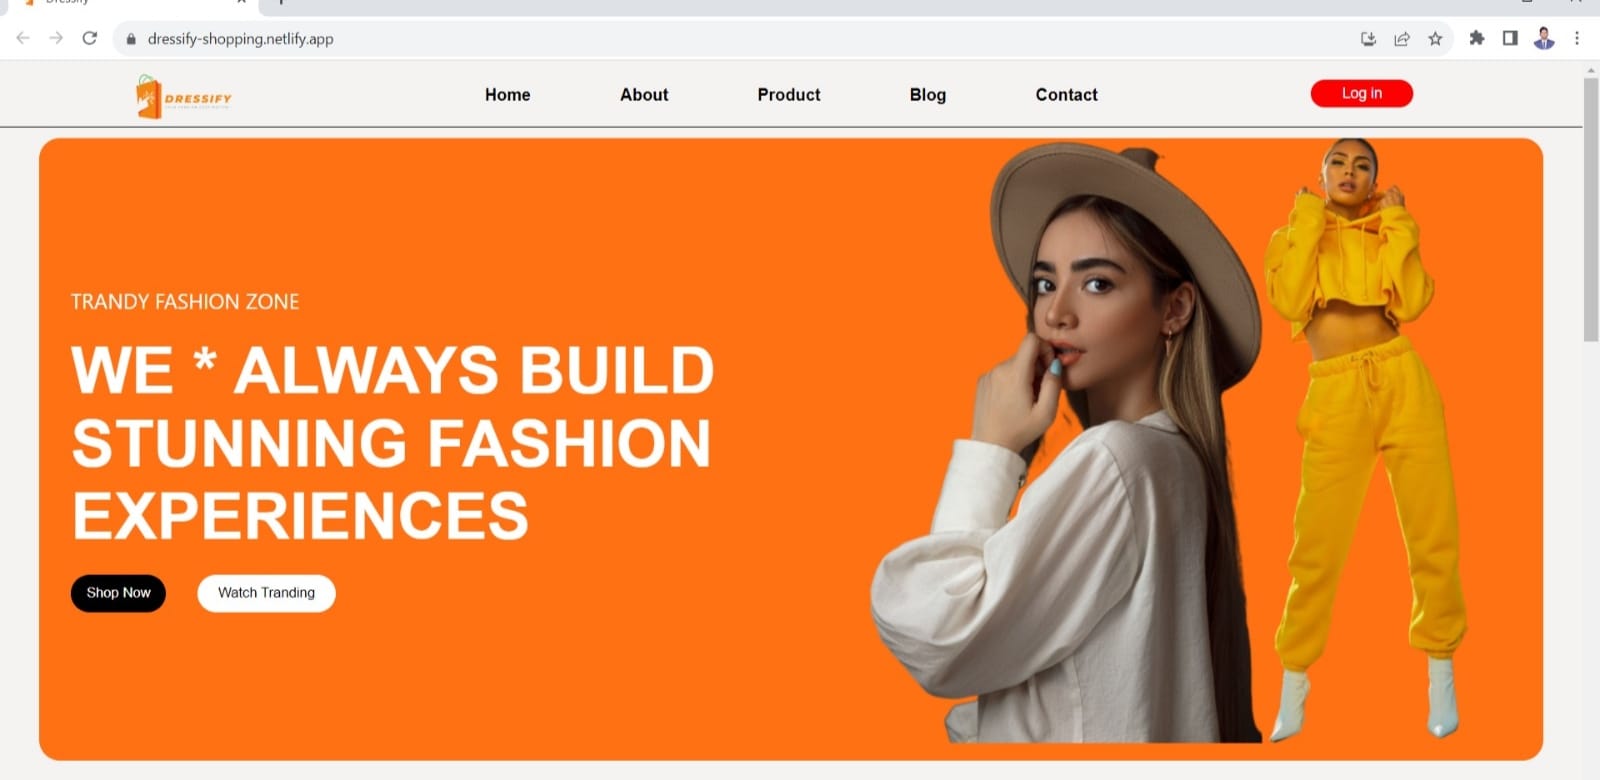 dressify-shopping.netlify.app
DRESSIFY
Home
About
Product
Blog
Contact
Log in
TRANDY FASHION ZONE
WE * ALWAYS BUILD
STUNNING FASHION
EXPERIENCES
Shop Now
Watch Tranding